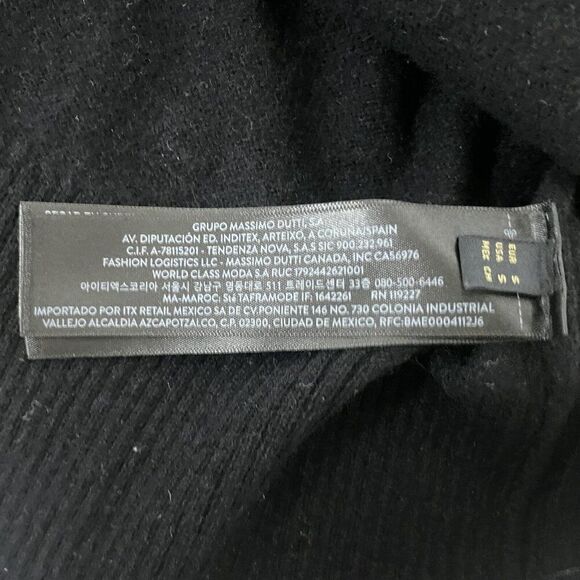 GRUPO MASSIMO DUTTI, S.A.
AV. DIPUTACIÓN ED. INDITEX, ARTEIXO, A CORUÑA/SPAIN
C.I.F. A-78115201 - TENDENZA NOVA, S.A.S SIC 900.232.961
FASHION LOGISTICS LLC - MASSIMO DUTTI CANADA, INC CA56976
WORLD CLASS MODA S.A RUC 1792442621001
아이티엑스코리아 서울시 강남구 영동대로 511 트레이드센터 33층 080-500-6446
MA-MAROC: Sté TAFRAMODE IF: 1642261 RN 119227
IMPORTADO POR ITX RETAIL MEXICO SA DE CV.PONIENTE 146 NO. 730 COLONIA INDUSTRIAL
VALLEJO ALCALDIA AZCAPOTZALCO, C.P. 02300, CIUDAD DE MEXICO, RFC:BME0004112J6
EUR S
USA S
MEX CH